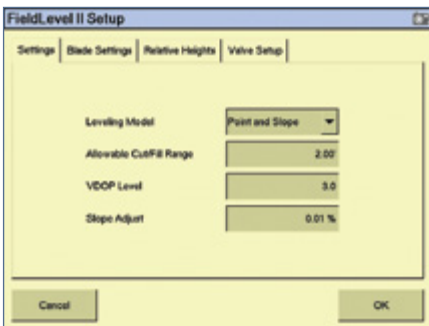 FieldLevel II Setup
Settings Blade Settings Relative Heights Valve Setup
Leveling Model Point and Slope
Allowable Cut/Fill Range 2.00'
VDOP Level 3.0
Slope Adjust 0.01 %
Cancel OK